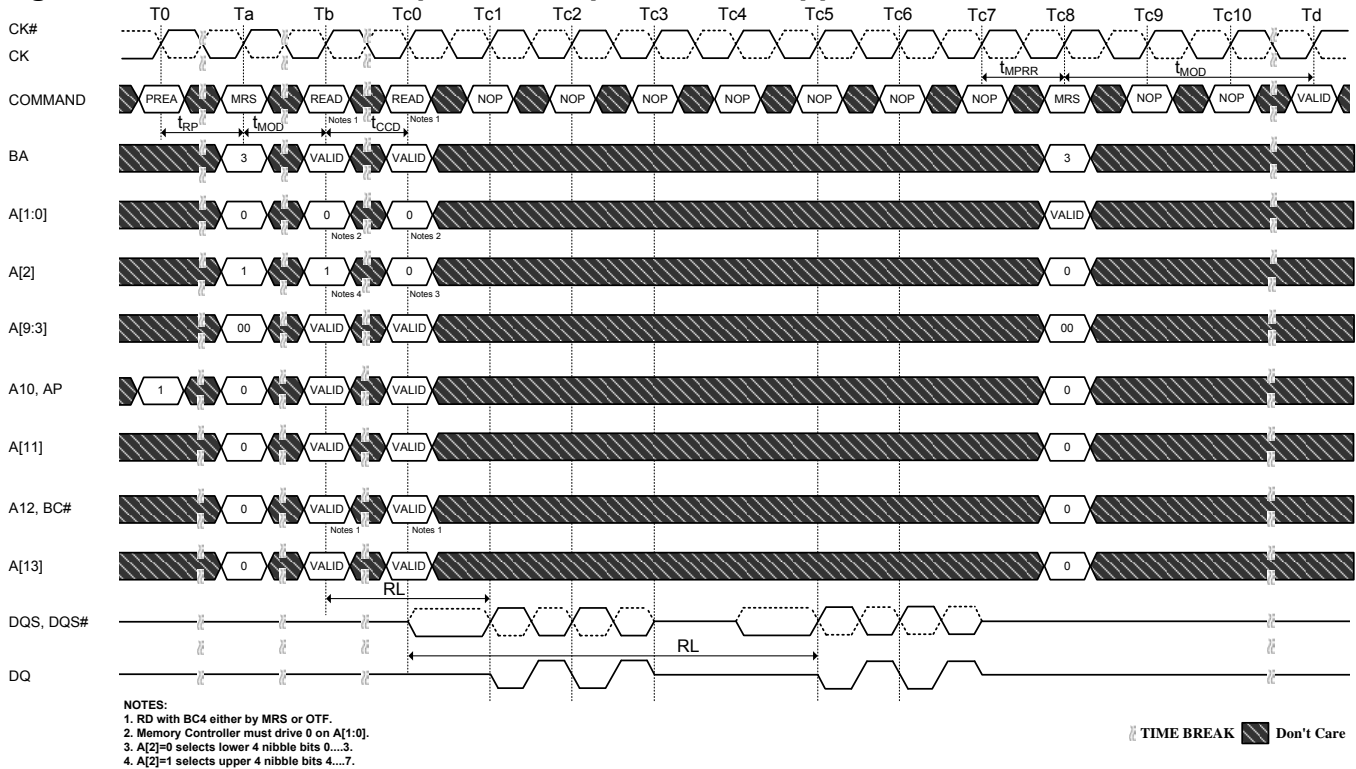 T0 Ta Tb Tc0 Tc1 Tc2 Tc3 Tc4 Tc5 Tc6 Tc7 Tc8 Tc9 Tc10 Td
CK#
CK
tMPRR tMOD
COMMAND PREA MRS READ READ NOP NOP NOP NOP NOP NOP NOP MRS NOP NOP VALID
Notes 1 Notes 1
tRP tMOD tCCD
BA 3 VALID VALID 3
A[1:0] 0 0 0 VALID
Notes 2 Notes 2
A[2] 1 1 0 0
Notes 4 Notes 3
A[9:3] 00 VALID VALID 00
A10, AP 1 0 VALID VALID 0
A[11] 0 VALID VALID 0
A12, BC# 0 VALID VALID 0
Notes 1 Notes 1
A[13] 0 VALID VALID 0
RL
DQS, DQS#
RL
DQ
NOTES:
1. RD with BC4 either by MRS or OTF.
2. Memory Controller must drive 0 on A[1:0].
3. A[2]=0 selects lower 4 nibble bits 0....3.
4. A[2]=1 selects upper 4 nibble bits 4....7.
TIME BREAK Don't Care